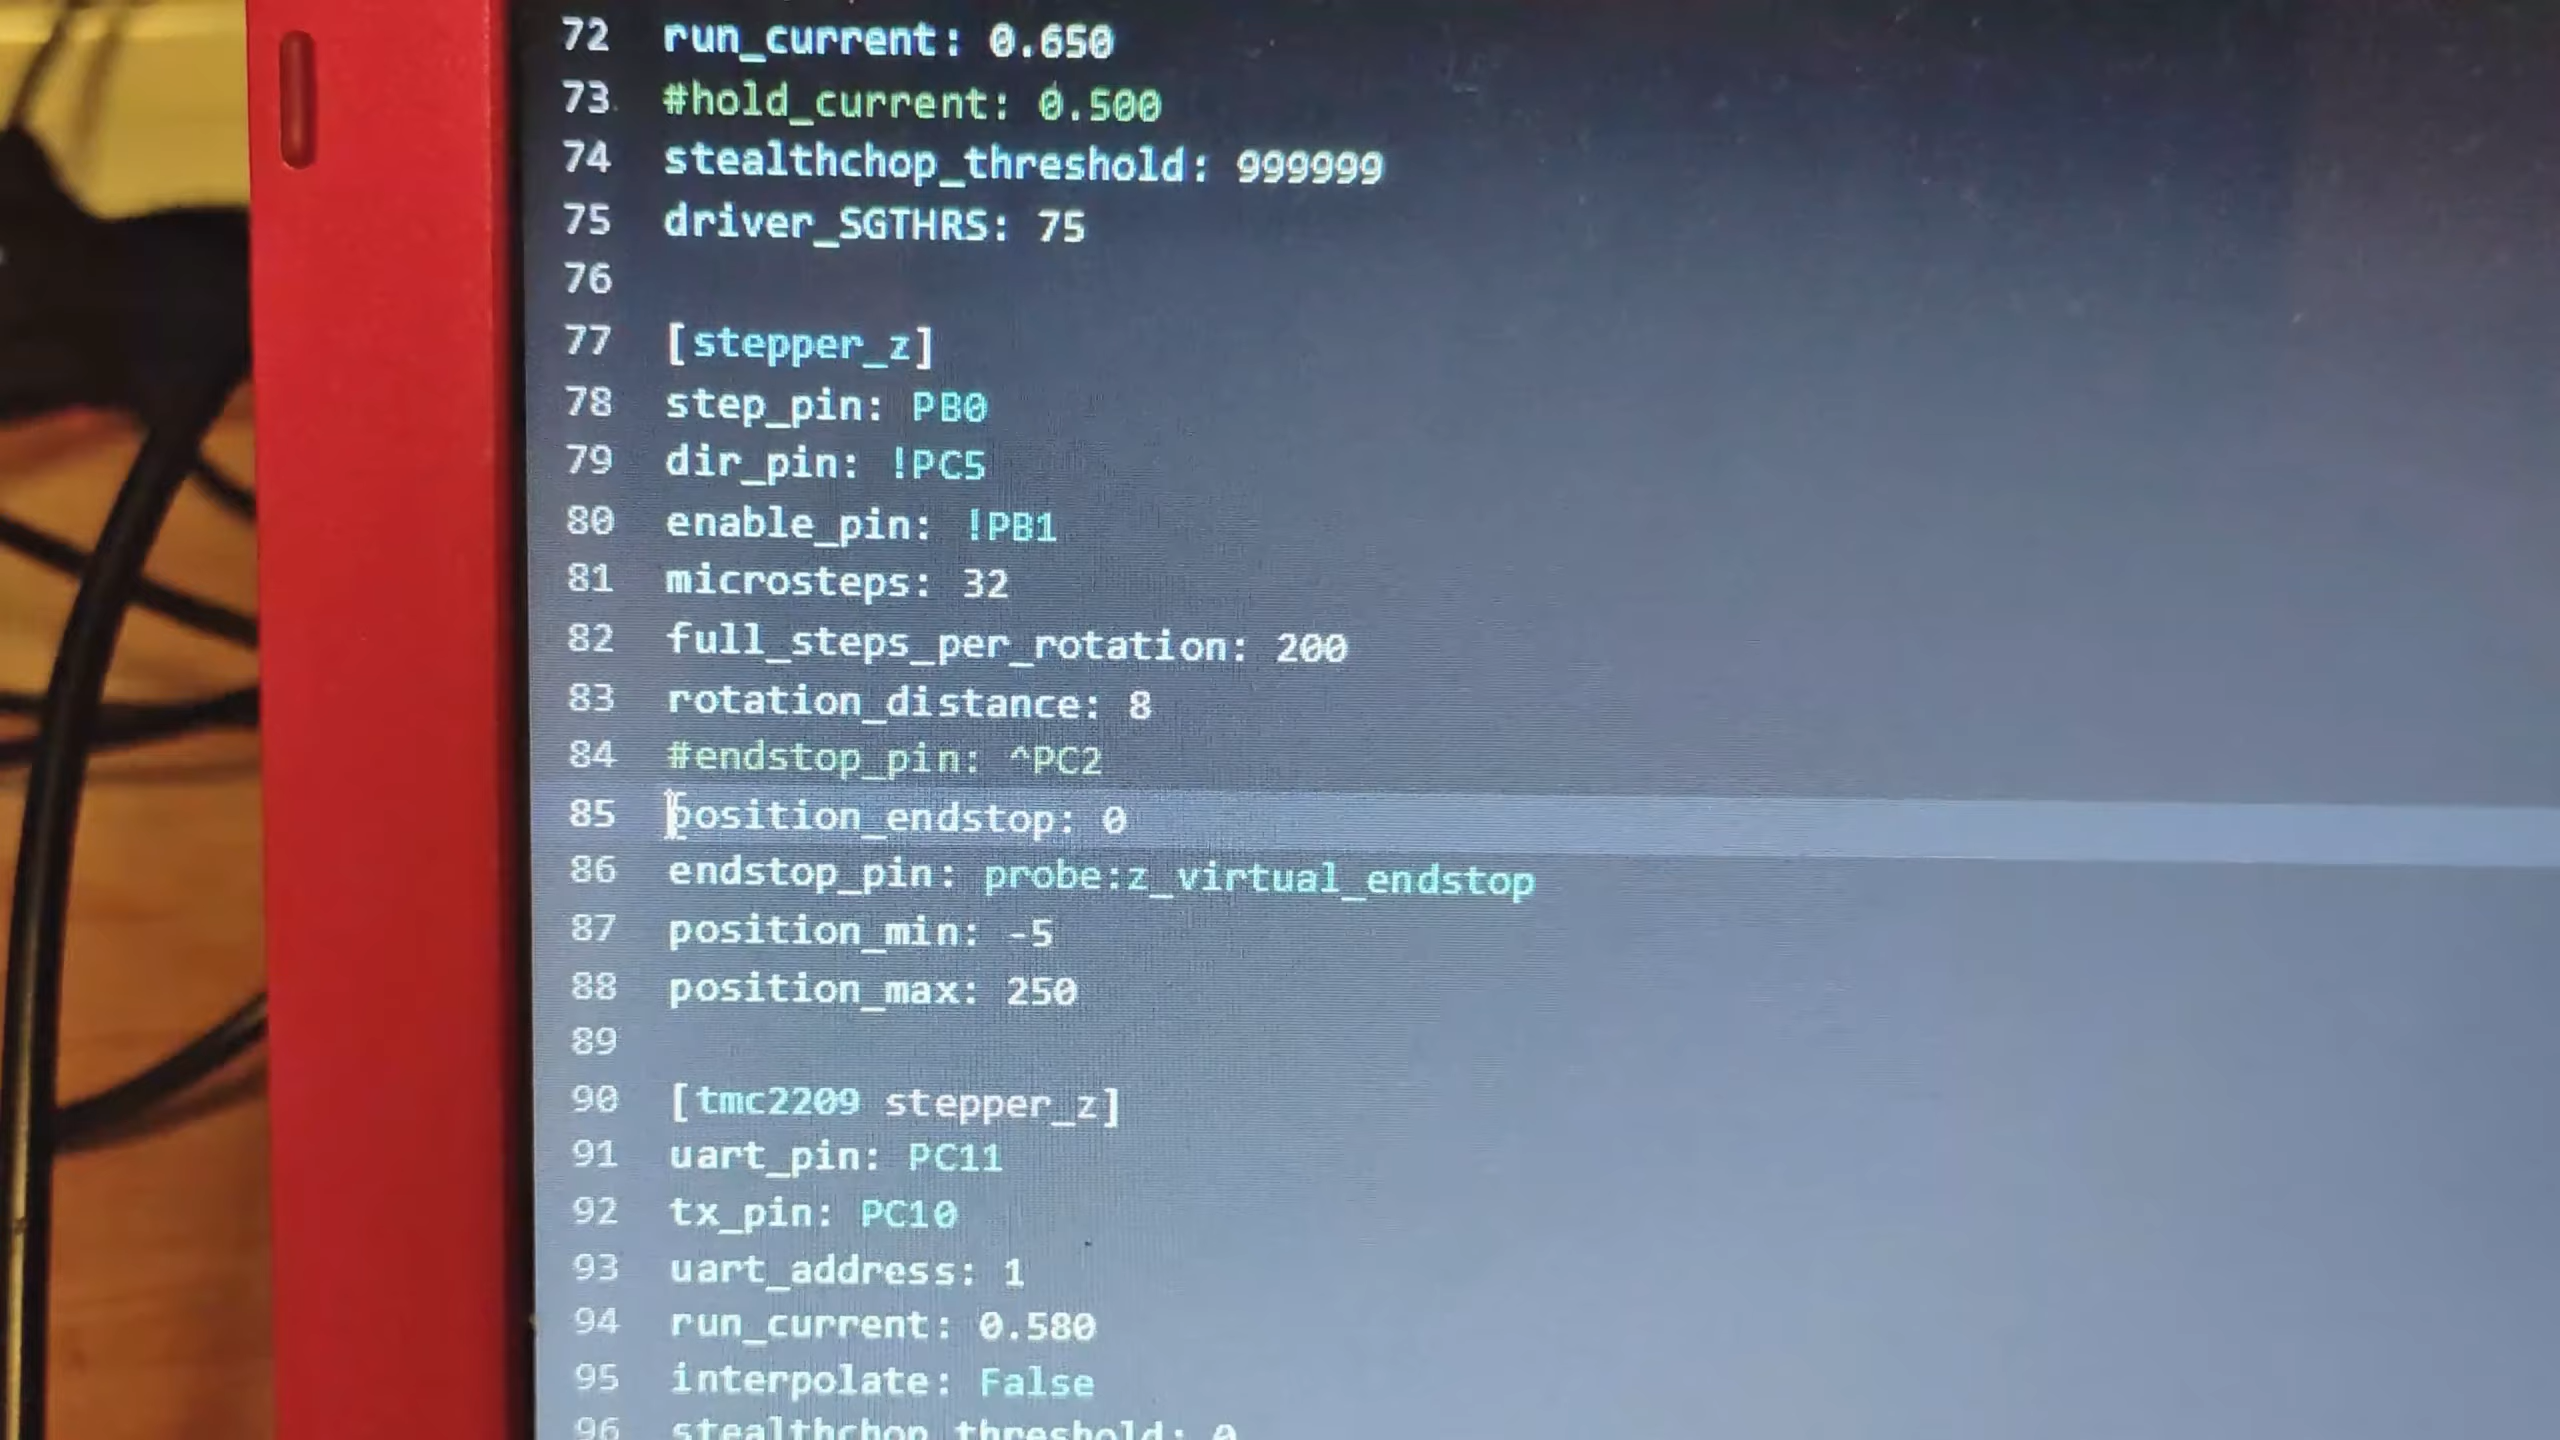 72 run_current: 0.650
73 #hold_current: 0.500
74 stealthchop_threshold: 999999
75 driver_SGTHRS: 75
76
77 [stepper_z]
78 step_pin: PB0
79 dir_pin: !PC5
80 enable_pin: !PB1
81 microsteps: 32
82 full_steps_per_rotation: 200
83 rotation_distance: 8
84 #endstop_pin: ^PC2
85 position_endstop: 0
86 endstop_pin: probe:z_virtual_endstop
87 position_min: -5
88 position_max: 250
89
90 [tmc2209 stepper_z]
91 uart_pin: PC11
92 tx_pin: PC10
93 uart_address: 1
94 run_current: 0.580
95 interpolate: False
96 stealthchop_threshold: 0